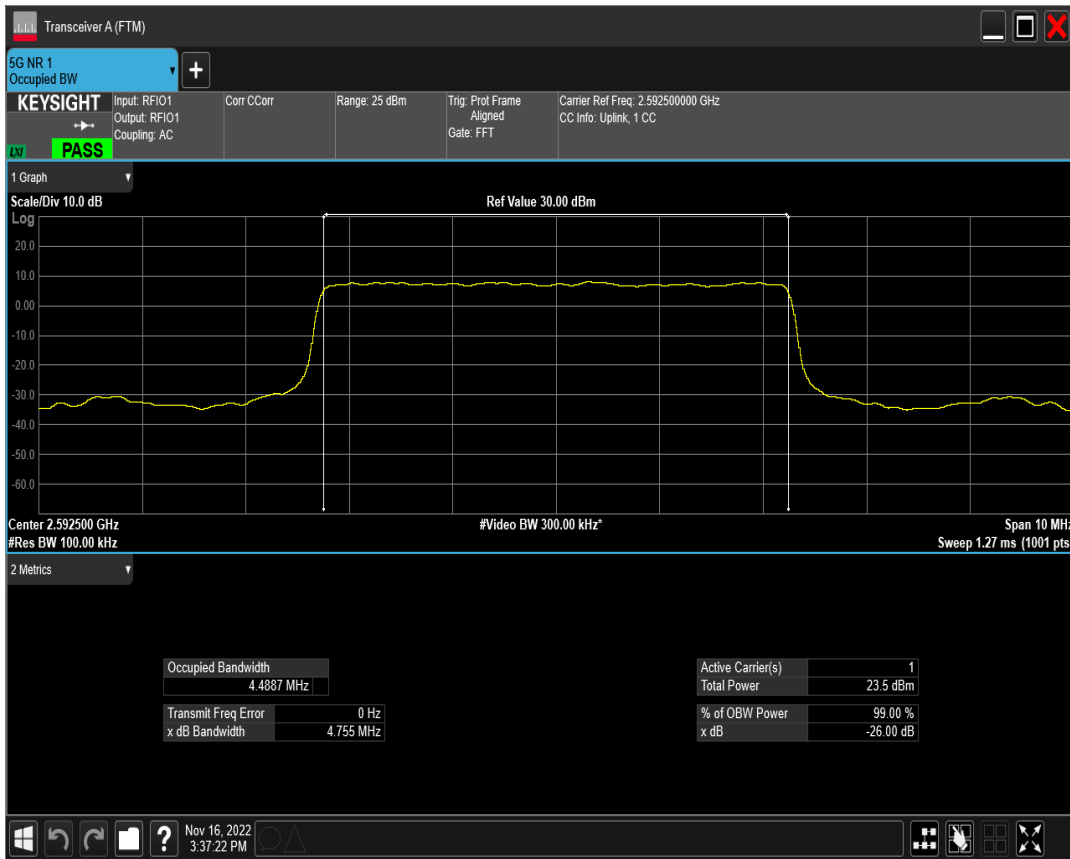 Transceiver A (FTM)
5G NR 1
Occupied BW
+
KEYSIGHT
LXI
PASS
Input: RFIO1
Output: RFIO1
Coupling: AC
Corr CCorr
Range: 25 dBm
Trig: Prot Frame
Aligned
Gate: FFT
Carrier Ref Freq: 2.592500000 GHz
CC Info: Uplink, 1 CC
1 Graph
Scale/Div 10.0 dB
Ref Value 30.00 dBm
Log
20.0
10.0
0.00
-10.0
-20.0
-30.0
-40.0
-50.0
-60.0
Center 2.592500 GHz
#Video BW 300.00 kHz*
Span 10 MHz
#Res BW 100.00 kHz
Sweep 1.27 ms (1001 pts
2 Metrics
Occupied Bandwidth
4.4887 MHz
Transmit Freq Error 0 Hz
x dB Bandwidth 4.755 MHz
Active Carrier(s) 1
Total Power 23.5 dBm
% of OBW Power 99.00 %
x dB -26.00 dB
?
Nov 16, 2022
3:37:22 PM